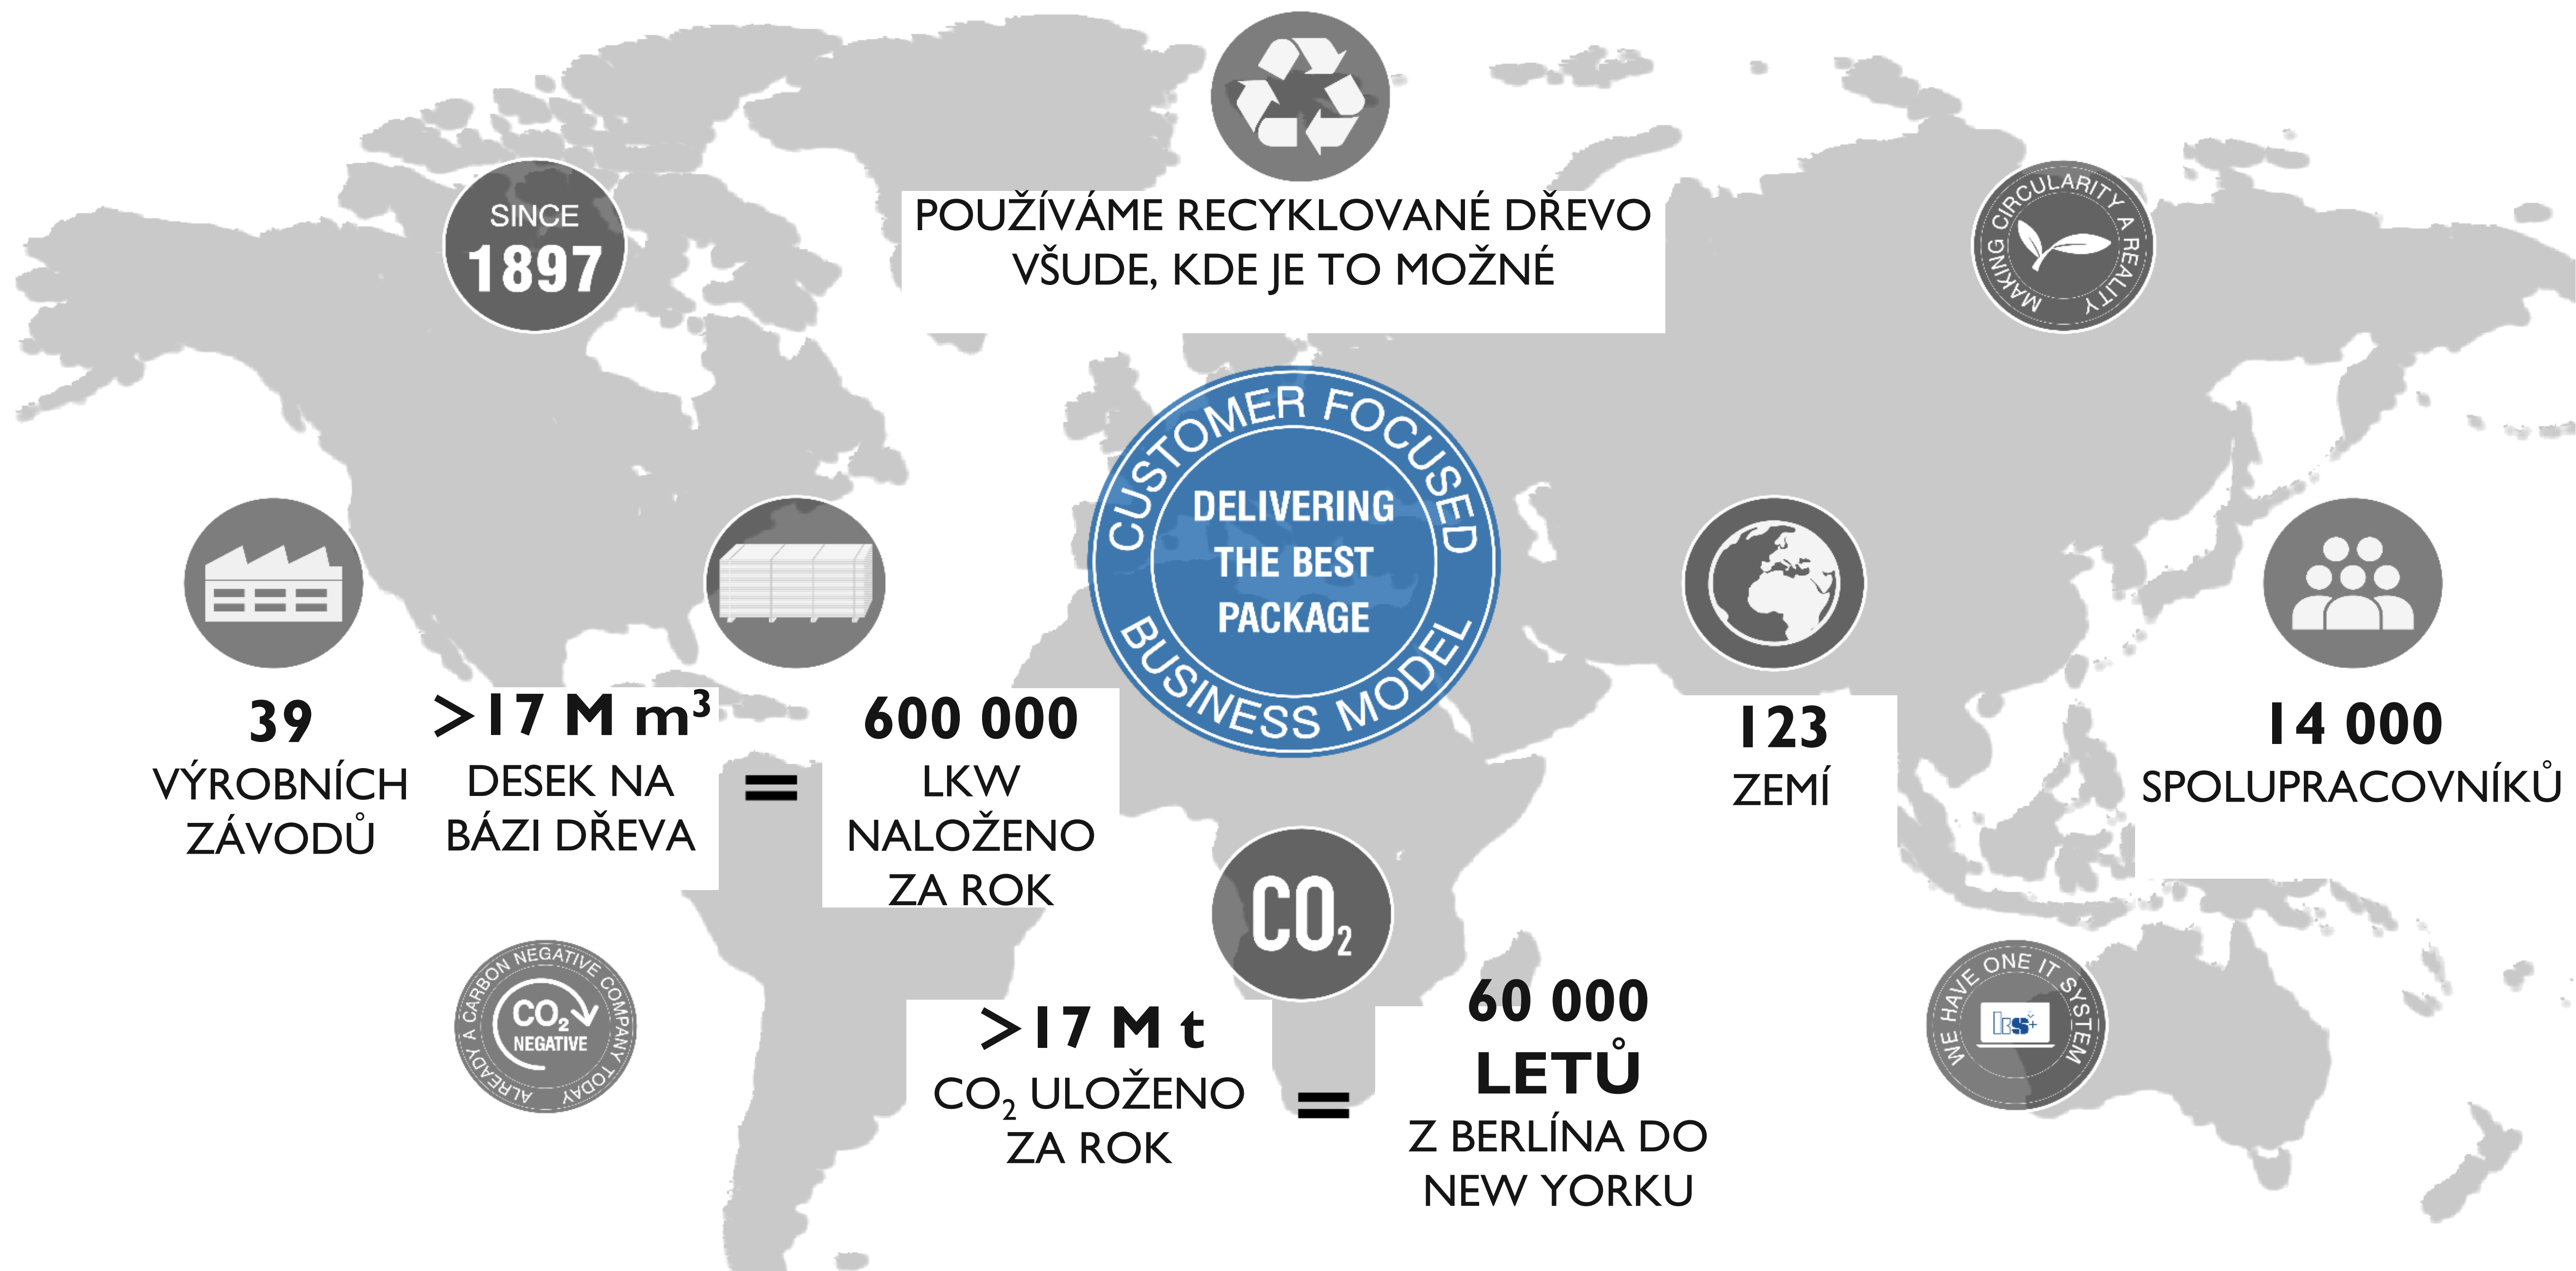 POUŽÍVÁME RECYKLOVANÉ DŘEVO
VŠUDE, KDE JE TO MOŽNÉ
SINCE
1897
MAKING CIRCULARITY A REALITY
CUSTOMER FOCUSED
DELIVERING
THE BEST
PACKAGE
BUSINESS MODEL
39
VÝROBNÍCH
ZÁVODŮ
>17 M m³
DESEK NA
BÁZI DŘEVA
=
600 000
LKW
NALOŽENO
ZA ROK
123
ZEMÍ
14 000
SPOLUPRACOVNÍKŮ
ALREADY A CARBON NEGATIVE COMPANY TODAY
CO₂
NEGATIVE
CO₂
>17 M t
CO₂ ULOŽENO
ZA ROK
=
60 000
LETŮ
Z BERLÍNA DO
NEW YORKU
WE HAVE ONE IT SYSTEM